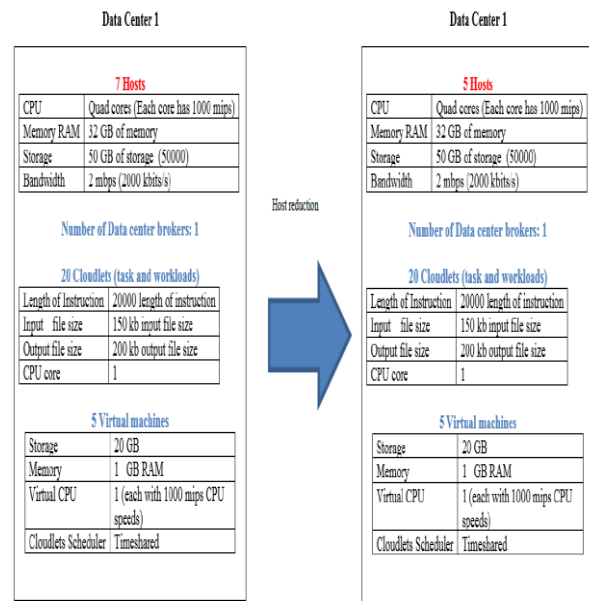 Data Center 1
7 Hosts
CPU Quad cores (Each core has 1000 mips)
Memory RAM 32 GB of memory
Storage 50 GB of storage (50000)
Bandwidth 2 mbps (2000 kbits/s)
Number of Data center brokers: 1
20 Cloudlets (task and workloads)
Length of Instruction 20000 length of instruction
Input file size 150 kb input file size
Output file size 200 kb output file size
CPU core 1
5 Virtual machines
Storage 20 GB
Memory 1 GB RAM
Virtual CPU 1 (each with 1000 mips CPU
speeds)
Cloudlets Scheduler Timeshared
Host reduction
Data Center 1
5 Hosts
CPU Quad cores (Each core has 1000 mips)
Memory RAM 32 GB of memory
Storage 50 GB of storage (50000)
Bandwidth 2 mbps (2000 kbits/s)
Number of Data center brokers: 1
20 Cloudlets (task and workloads)
Length of Instruction 20000 length of instruction
Input file size 150 kb input file size
Output file size 200 kb output file size
CPU core 1
5 Virtual machines
Storage 20 GB
Memory 1 GB RAM
Virtual CPU 1 (each with 1000 mips CPU
speeds)
Cloudlets Scheduler Timeshared